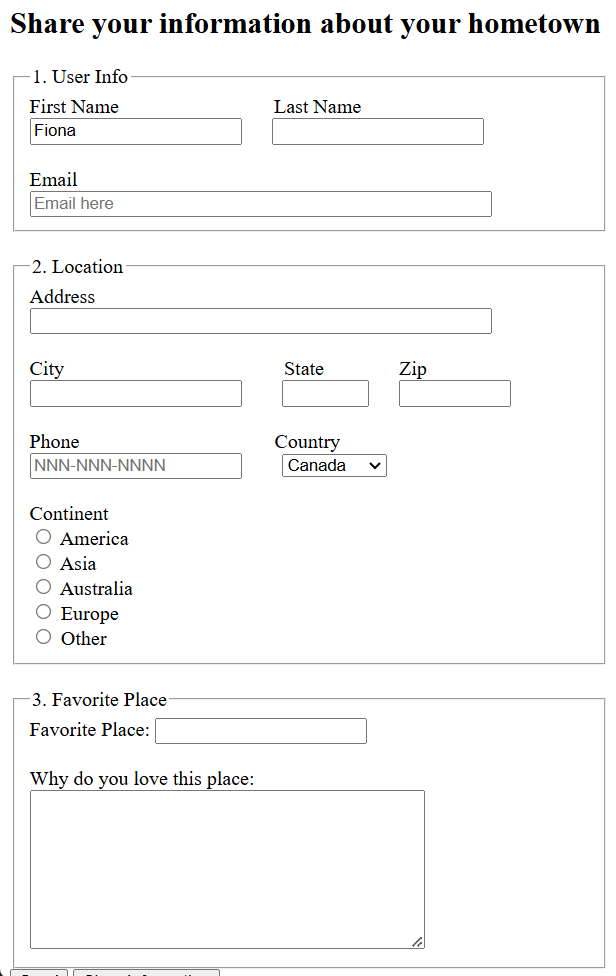 Share your information about your hometown
1. User Info
First Name Last Name
Fiona
Email
Email here
2. Location
Address
City State Zip
Phone Country
NNN-NNN-NNNN Canada
Continent
America
Asia
Australia
Europe
Other
3. Favorite Place
Favorite Place:
Why do you love this place: